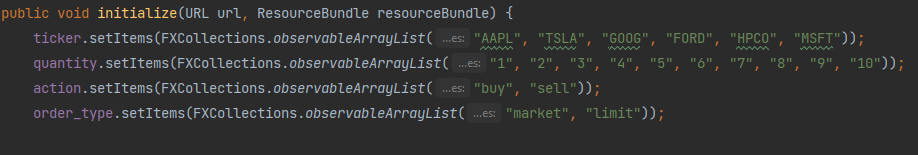 public void initialize(URL url, ResourceBundle resourceBundle) {
ticker.setItems(FXCollections.observableArrayList( ...es: "AAPL", "TSLA", "GOOG", "FORD", "HPCO", "MSFT"));
quantity.setItems(FXCollections.observableArrayList( ...es: "1", "2", "3", "4", "5", "6", "7", "8", "9", "10"));
action.setItems(FXCollections.observableArrayList( ...es: "buy", "sell"));
order_type.setItems(FXCollections.observableArrayList( ...es: "market", "limit"));